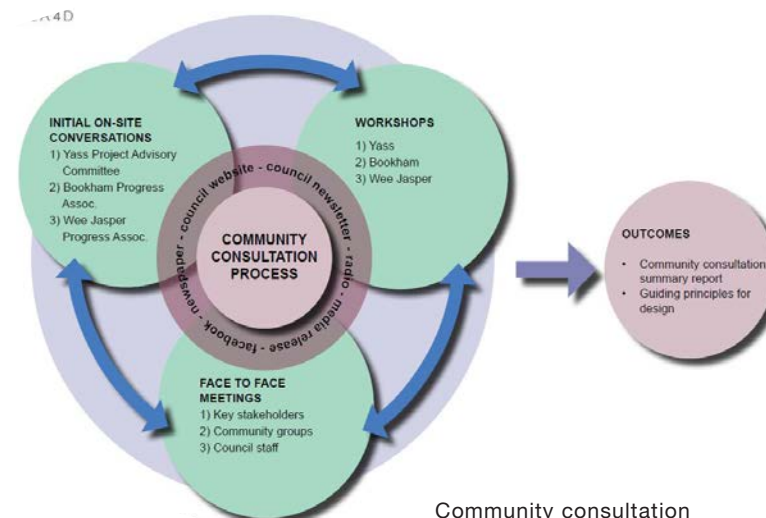 INITIAL ON-SITE
CONVERSATIONS
1) Yass Project Advisory
Committee
2) Bookham Progress
Assoc.
3) Wee Jasper
Progress Assoc.
WORKSHOPS
1) Yass
2) Bookham
3) Wee Jasper
COMMUNITY
CONSULTATION
PROCESS
newspaper - council website - council newsletter - radio - media release - facebook -
FACE TO FACE
MEETINGS
1) Key stakeholders
2) Community groups
3) Council staff
OUTCOMES
• Community consultation
summary report
• Guiding principles for
design
Community consultation